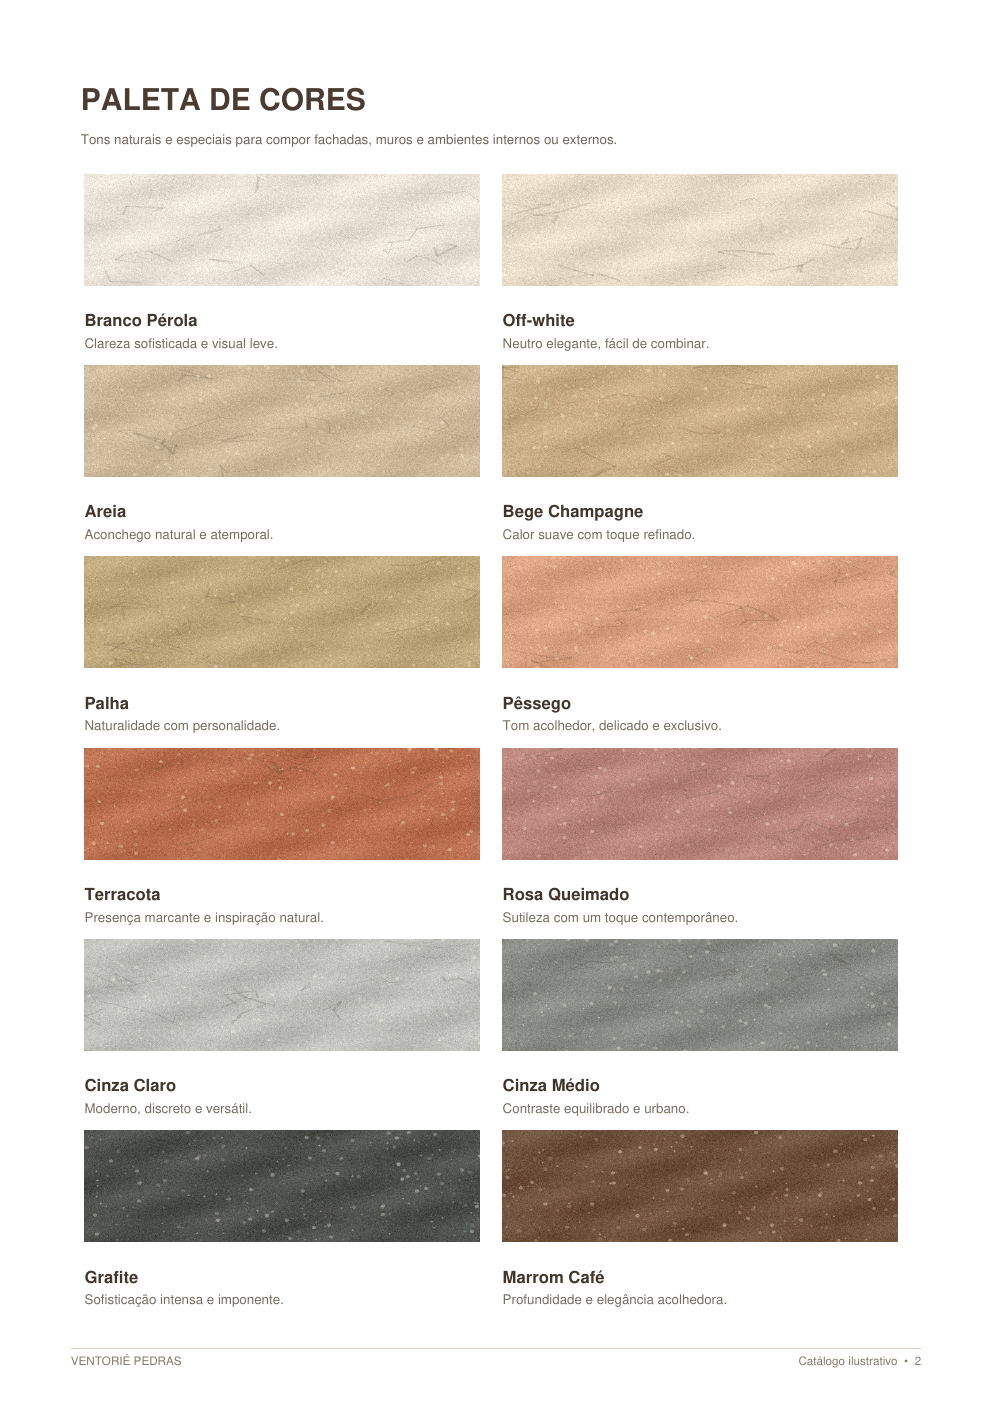 PALETA DE CORES
Tons naturais e especiais para compor fachadas, muros e ambientes internos ou externos.
Branco Pérola
Clareza sofisticada e visual leve.
Off-white
Neutro elegante, fácil de combinar.
Areia
Aconchego natural e atemporal.
Bege Champagne
Calor suave com toque refinado.
Palha
Naturalidade com personalidade.
Pêssego
Tom acolhedor, delicado e exclusivo.
Terracota
Presença marcante e inspiração natural.
Rosa Queimado
Sutileza com um toque contemporâneo.
Cinza Claro
Moderno, discreto e versátil.
Cinza Médio
Contraste equilibrado e urbano.
Grafite
Sofisticação intensa e imponente.
Marrom Café
Profundidade e elegância acolhedora.
VENTORIÉ PEDRAS
Catálogo ilustrativo • 2